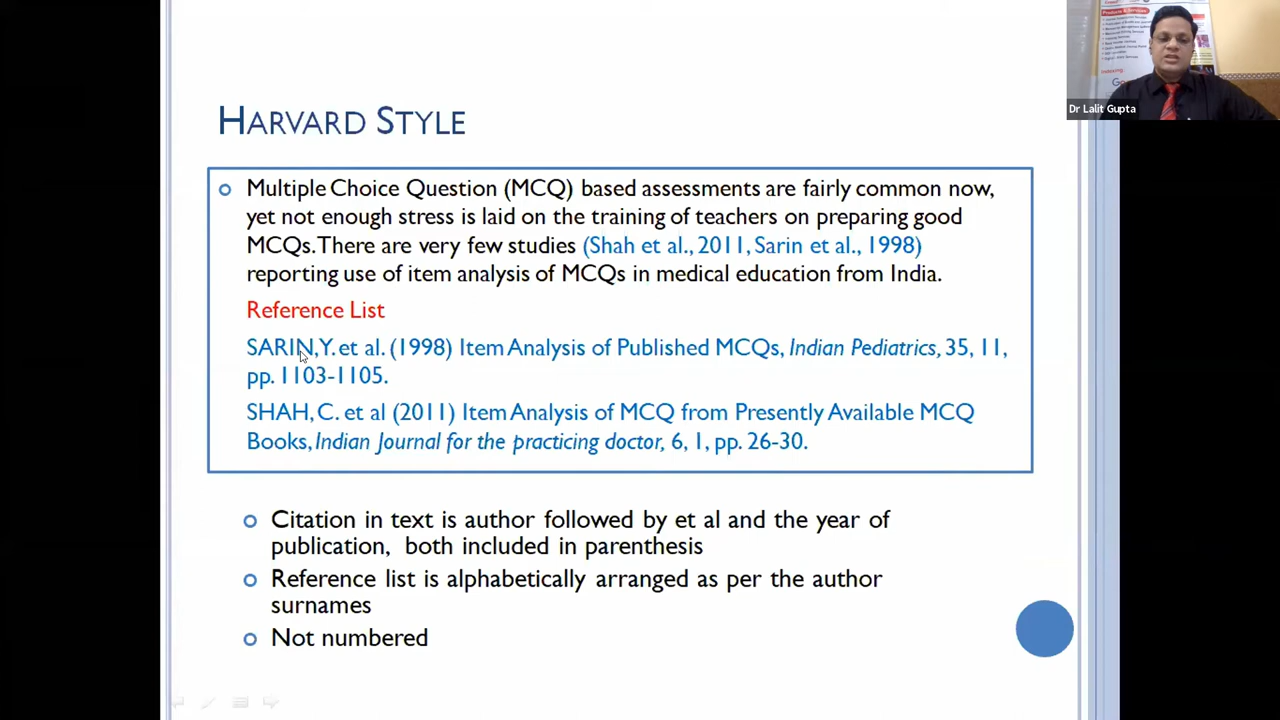 Products & Services
Dr Lalit Gupta
HARVARD STYLE
Multiple Choice Question (MCQ) based assessments are fairly common now,
yet not enough stress is laid on the training of teachers on preparing good
MCQs. There are very few studies (Shah et al., 2011, Sarin et al., 1998)
reporting use of item analysis of MCQs in medical education from India.
Reference List
SARIN, Y. et al. (1998) Item Analysis of Published MCQs, Indian Pediatrics, 35, 11,
pp. 1103-1105.
SHAH, C. et al (2011) Item Analysis of MCQ from Presently Available MCQ
Books, Indian Journal for the practicing doctor, 6, 1, pp. 26-30.
Citation in text is author followed by et al and the year of
publication, both included in parenthesis
Reference list is alphabetically arranged as per the author
surnames
Not numbered